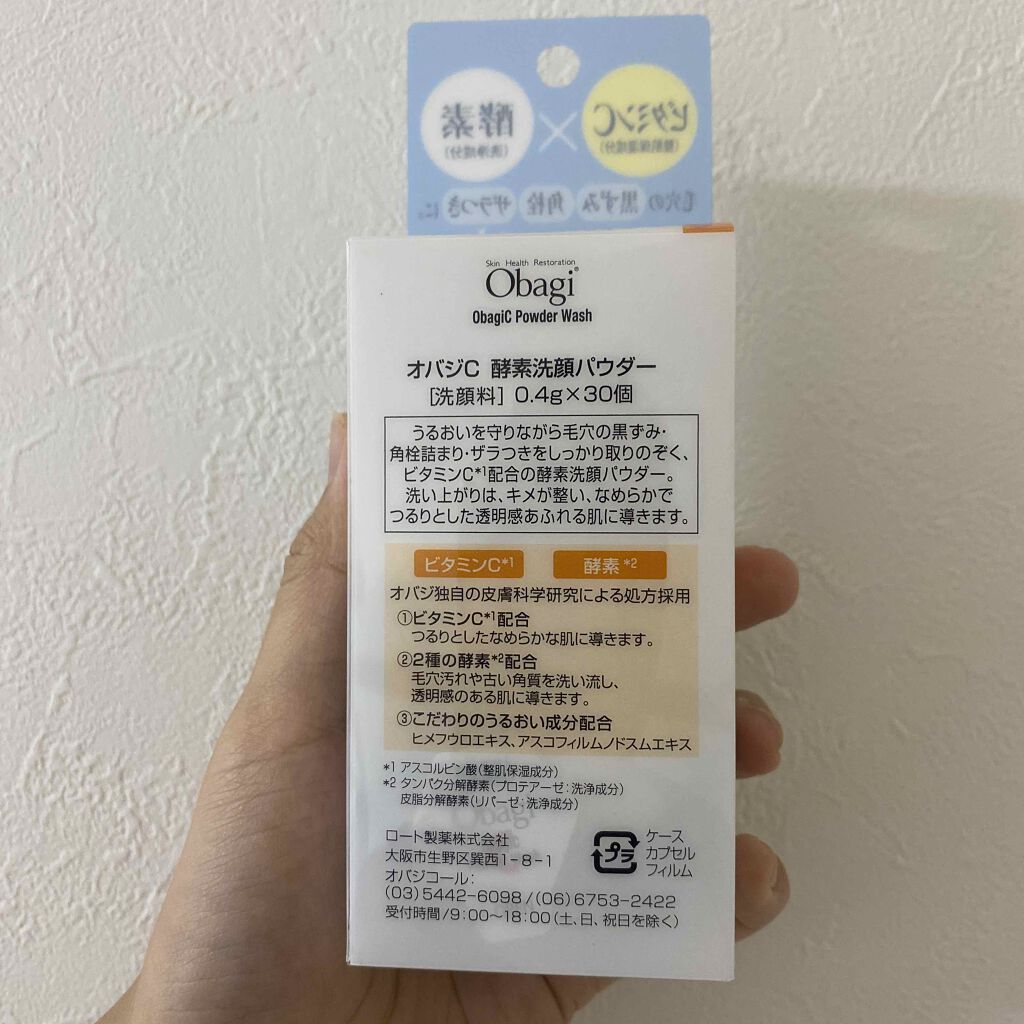 酵素
(洗浄成分)
×
ビタミンC
(整肌保湿成分)
毛穴の黒ずみ 角栓 ザラつきに。
Skin Health Restoration
Obagi®
ObagiC Powder Wash
オバジC 酵素洗顔パウダー
[洗顔料] 0.4g×30個
うるおいを守りながら毛穴の黒ずみ・
角栓詰まり・ザラつきをしっかり取りのぞく、
ビタミンC*1配合の酵素洗顔パウダー。
洗い上がりは、キメが整い、なめらかで
つるりとした透明感あふれる肌に導きます。
ビタミンC*1 酵素*2
オバジ独自の皮膚科学研究による処方採用
①ビタミンC*1配合
つるりとしたなめらかな肌に導きます。
②2種の酵素*2配合
毛穴汚れや古い角質を洗い流し、
透明感のある肌に導きます。
③こだわりのうるおい成分配合
ヒメフウロエキス、アスコフィルムノドスムエキス
*1 アスコルビン酸(整肌保湿成分)
*2 タンパク分解酵素(プロテアーゼ:洗浄成分)
皮脂分解酵素(リパーゼ:洗浄成分)
Obagi
ロート製薬株式会社
大阪市生野区巽西1-8-1
オバジコール:
(03)5442-6098/(06)6753-2422
受付時間/9:00〜18:00(土、日、祝日を除く)
プラ
ケース
カプセル
フィルム